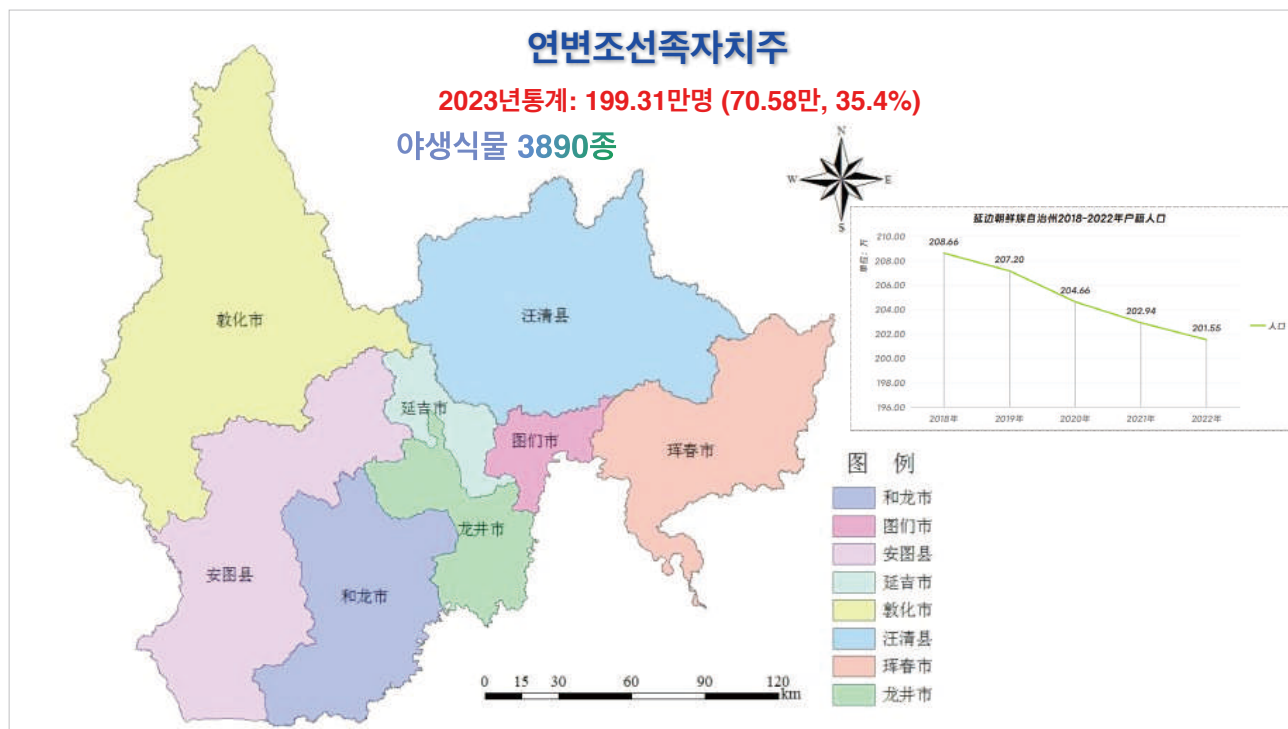 연변조선족자치주
2023년통계: 199.31만명 (70.58만, 35.4%)
야생식물 3890종
N
W
E
S
延边朝鲜族自治州2018-2022年户籍人口
单位：万
210.00
208.00
206.00
204.00
202.00
200.00
198.00
196.00
208.66
207.20
204.66
202.94
201.55
人口
2018年
2019年
2020年
2021年
2022年
敦化市
汪清县
延吉市
图们市
珲春市
龙井市
安图县
和龙市
图 例
和龙市
图们市
安图县
延吉市
敦化市
汪清县
珲春市
龙井市
0 15 30 60 90 120
km